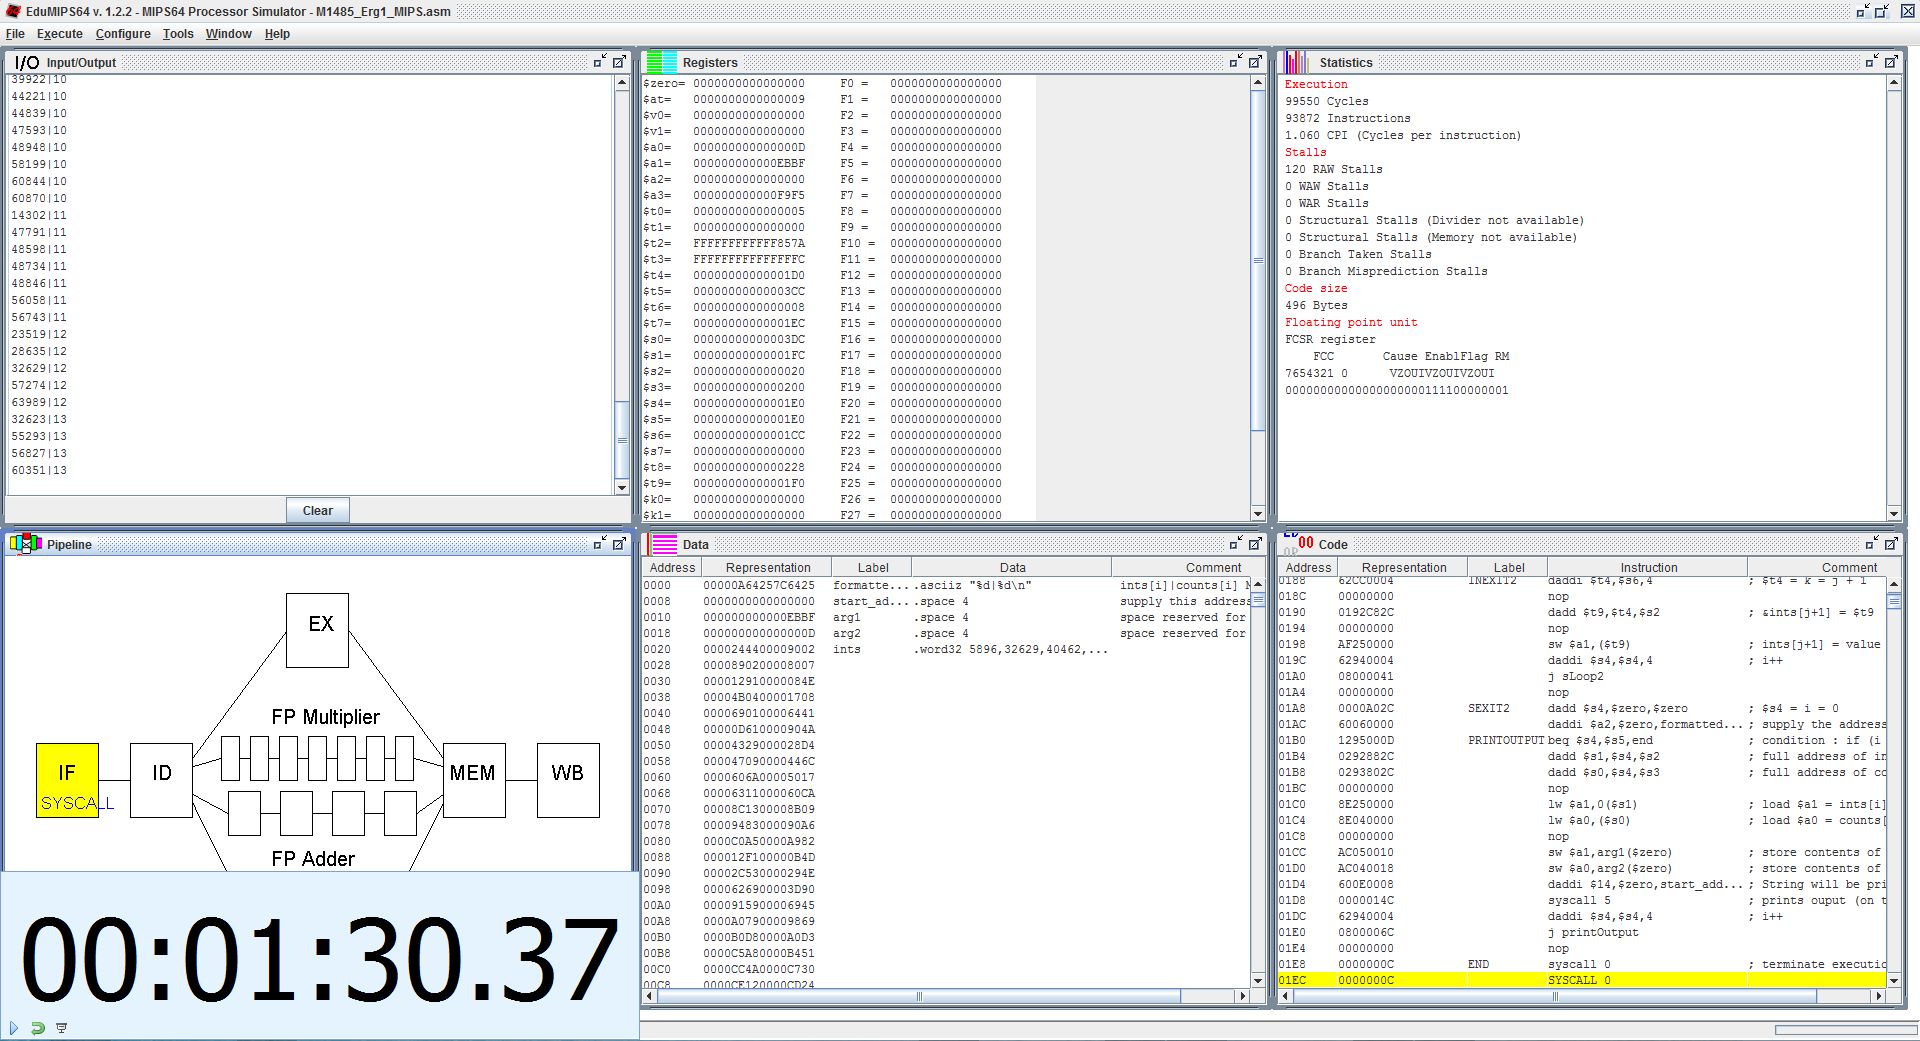 EduMIPS64 v. 1.2.2 - MIPS64 Processor Simulator - M1485_Erg1_MIPS.asm
File Execute Configure Tools Window Help
I/O Input/Output
39922|10
44221|10
44839|10
47593|10
48948|10
58199|10
60844|10
60870|10
14302|11
47791|11
48598|11
48734|11
48846|11
56058|11
56743|11
23519|12
28635|12
32629|12
57274|12
63989|12
32623|13
55293|13
56827|13
60351|13
Clear
Registers
$zero= 0000000000000000 F0 = 0000000000000000
$at= 0000000000000009 F1 = 0000000000000000
$v0= 0000000000000000 F2 = 0000000000000000
$v1= 0000000000000000 F3 = 0000000000000000
$a0= 000000000000000D F4 = 0000000000000000
$a1= 000000000000EBBF F5 = 0000000000000000
$a2= 0000000000000000 F6 = 0000000000000000
$a3= 000000000000F9F5 F7 = 0000000000000000
$t0= 0000000000000005 F8 = 0000000000000000
$t1= 0000000000000000 F9 = 0000000000000000
$t2= FFFFFFFFFFFF857A F10 = 0000000000000000
$t3= FFFFFFFFFFFFFFFC F11 = 0000000000000000
$t4= 00000000000001D0 F12 = 0000000000000000
$t5= 00000000000003CC F13 = 0000000000000000
$t6= 0000000000000008 F14 = 0000000000000000
$t7= 00000000000001EC F15 = 0000000000000000
$s0= 00000000000003DC F16 = 0000000000000000
$s1= 00000000000001FC F17 = 0000000000000000
$s2= 0000000000000020 F18 = 0000000000000000
$s3= 0000000000000200 F19 = 0000000000000000
$s4= 00000000000001E0 F20 = 0000000000000000
$s5= 00000000000001E0 F21 = 0000000000000000
$s6= 00000000000001CC F22 = 0000000000000000
$s7= 0000000000000000 F23 = 0000000000000000
$t8= 0000000000000228 F24 = 0000000000000000
$t9= 00000000000001F0 F25 = 0000000000000000
$k0= 0000000000000000 F26 = 0000000000000000
$k1= 0000000000000000 F27 = 0000000000000000
Statistics
Execution
99550 Cycles
93872 Instructions
1.060 CPI (Cycles per instruction)
Stalls
120 RAW Stalls
0 WAW Stalls
0 WAR Stalls
0 Structural Stalls (Divider not available)
0 Structural Stalls (Memory not available)
0 Branch Taken Stalls
0 Branch Misprediction Stalls
Code size
496 Bytes
Floating point unit
FCSR register
FCC Cause EnablFlag RM
7654321 0 VZOUIVZOUIVZOUI
00000000000000000000111100000001
Pipeline
EX
FP Multiplier
IF ID MEM WB
SYSCALL
FP Adder
00:01:30.37
Data
Address Representation Label Data Comment
0000 00000A64257C6425 formatte.... .asciiz "%d|%d\n" ints[i]|counts[i]
0008 0000000000000000 start_ad... .space 4 supply this address
0010 000000000000EBBF arg1 .space 4 space reserved for
0018 000000000000000D arg2 .space 4 space reserved for
0020 0000244400009002 ints .word32 5896,32629,40462,...
0028 0000890200008007
0030 000012910000084E
0038 00004B0400001708
0040 0000690100006441
0048 0000D6100000904A
0050 00004329000028D4
0058 000047090000446C
0060 0000606A00005017
0068 00006311000060CA
0070 00008C1300008B09
0078 00009483000090A6
0080 0000C0A50000A982
0088 000012F100000B4D
0090 00002C530000294E
0098 0000626900003D90
00A0 0000915900006945
00A8 0000A07900009869
00B0 0000B0D80000A0D3
00B8 0000C5A80000B451
00C0 0000CC4A0000C730
00C8 0000CE120000CD24
Code
Address Representation Label Instruction Comment
0188 62CC0004 INEXIT2 daddi $t4,$s6,4 ; $t4 = k = j + 1
018C 00000000 nop
0190 0192C82C dadd $t9,$t4,$s2 ; &ints[j+1] = $t9
0194 00000000 nop
0198 AF250000 sw $a1,($t9) ; ints[j+1] = value
019C 62940004 daddi $s4,$s4,4 ; i++
01A0 08000041 j sLoop2
01A4 00000000 nop
01A8 0000A02C SEXIT2 dadd $s4,$zero,$zero ; $s4 = i = 0
01AC 60060000 daddi $a2,$zero,formatted... ; supply the address
01B0 1295000D PRINTOUTPUT beq $s4,$s5,end ; condition : if (i
01B4 0292882C dadd $s1,$s4,$s2 ; full address of in
01B8 0293802C dadd $s0,$s4,$s3 ; full address of co
01BC 00000000 nop
01C0 8E250000 lw $a1,0($s1) ; load $a1 = ints[i]
01C4 8E040000 lw $a0,($s0) ; load $a0 = counts[
01C8 00000000 nop
01CC AC050010 sw $a1,arg1($zero) ; store contents of
01D0 AC040018 sw $a0,arg2($zero) ; store contents of
01D4 600E0008 daddi $14,$zero,start_add... ; String will be pri
01D8 0000014C syscall 5 ; prints ouput (on t
01DC 62940004 daddi $s4,$s4,4 ; i++
01E0 0800006C j printOutput
01E4 00000000 nop
01E8 0000000C END syscall 0 ; terminate executio
01EC 0000000C SYSCALL 0